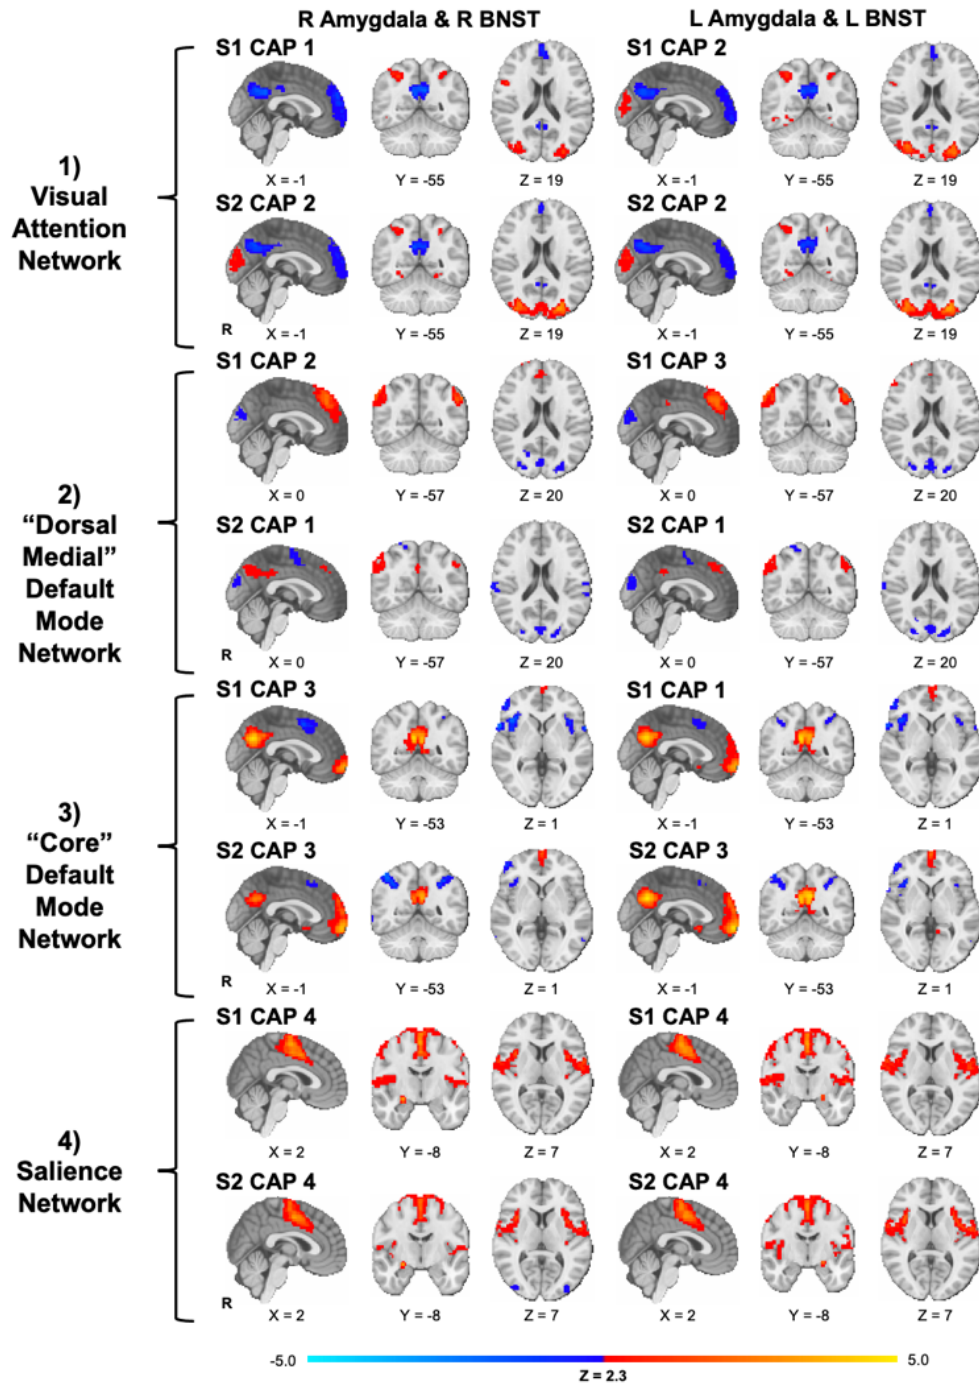 R Amygdala & R BNST L Amygdala & L BNST
S1 CAP 1 S1 CAP 2
X = -1 Y = -55 Z = 19 X = -1 Y = -55 Z = 19
1)
Visual
Attention
Network
S2 CAP 2 S2 CAP 2
R X = -1 Y = -55 Z = 19 X = -1 Y = -55 Z = 19
S1 CAP 2 S1 CAP 3
X = 0 Y = -57 Z = 20 X = 0 Y = -57 Z = 20
2)
“Dorsal
Medial”
Default
Mode
Network
S2 CAP 1 S2 CAP 1
R X = 0 Y = -57 Z = 20 X = 0 Y = -57 Z = 20
S1 CAP 3 S1 CAP 1
X = -1 Y = -53 Z = 1 X = -1 Y = -53 Z = 1
3)
“Core”
Default
Mode
Network
S2 CAP 3 S2 CAP 3
R X = -1 Y = -53 Z = 1 X = -1 Y = -53 Z = 1
S1 CAP 4 S1 CAP 4
X = 2 Y = -8 Z = 7 X = 2 Y = -8 Z = 7
4)
Salience
Network
S2 CAP 4 S2 CAP 4
R X = 2 Y = -8 Z = 7 X = 2 Y = -8 Z = 7
-5.0 5.0
Z = 2.3